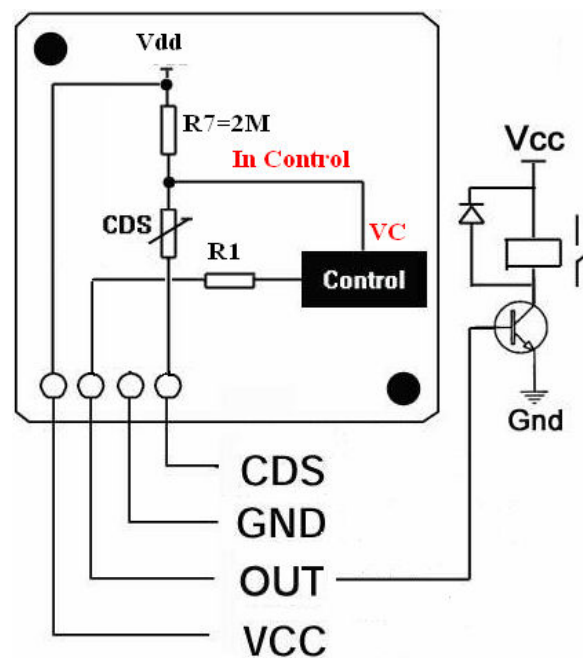 Vdd
R7=2M
In Control
Vcc
CDS
VC
R1
Control
Gnd
CDS
GND
OUT
VCC